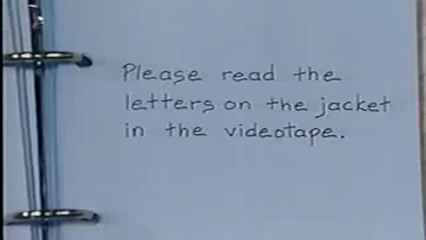 Please read the
letters on the jacket
in the videotape.